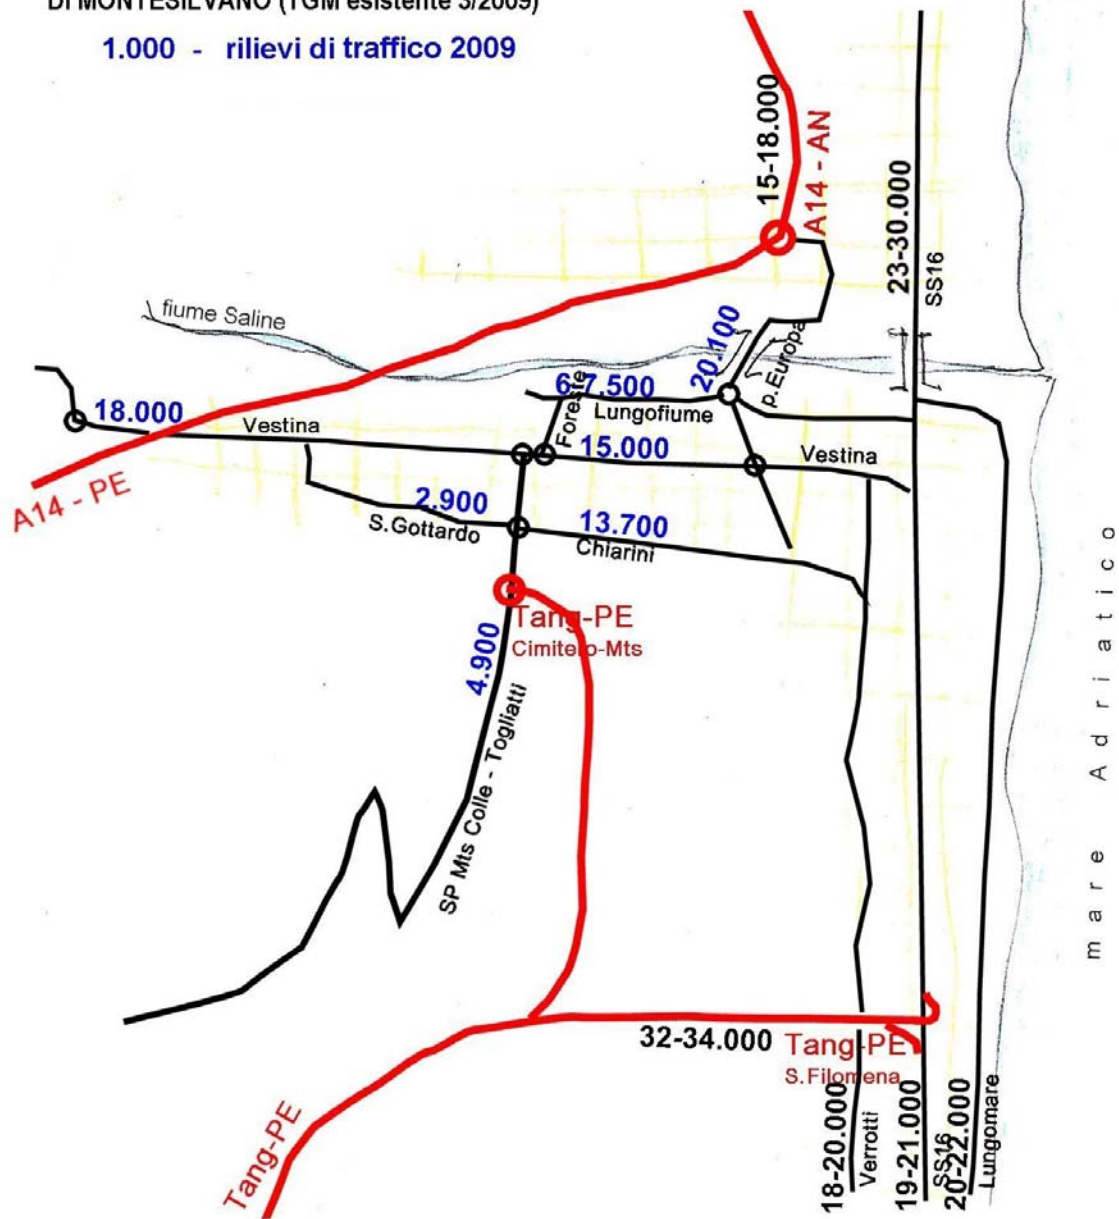 DI MONTESILVANO (TGM esistente 3/2009)
1.000 - rilievi di traffico 2009
15-18.000
A14 - AN
23-30.000
SS16
fiume Saline
20.100
p.Europa
6-7.500
Lungofiume
Foreste
18.000
Vestina
15.000
Vestina
A14 - PE
2.900
S.Gottardo
13.700
Chiarini
Tang-PE
Cimitero-Mts
4.900
SP Mts Colle - Togliatti
mare Adriatico
32-34.000
Tang-PE
S.Filomena
Tang-PE
18-20.000
Verrotti
19-21.000
SS16
20-22.000
Lungomare